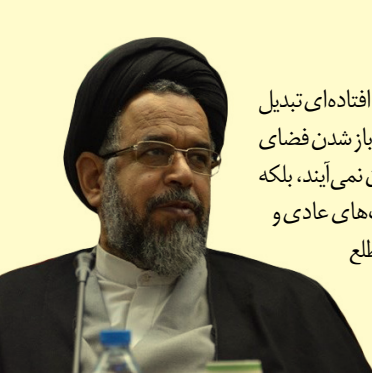 افتاده‌ای تبدیل
باز شدن فضای
نمی‌آیند، بلکه
‌های عادی و
طلع